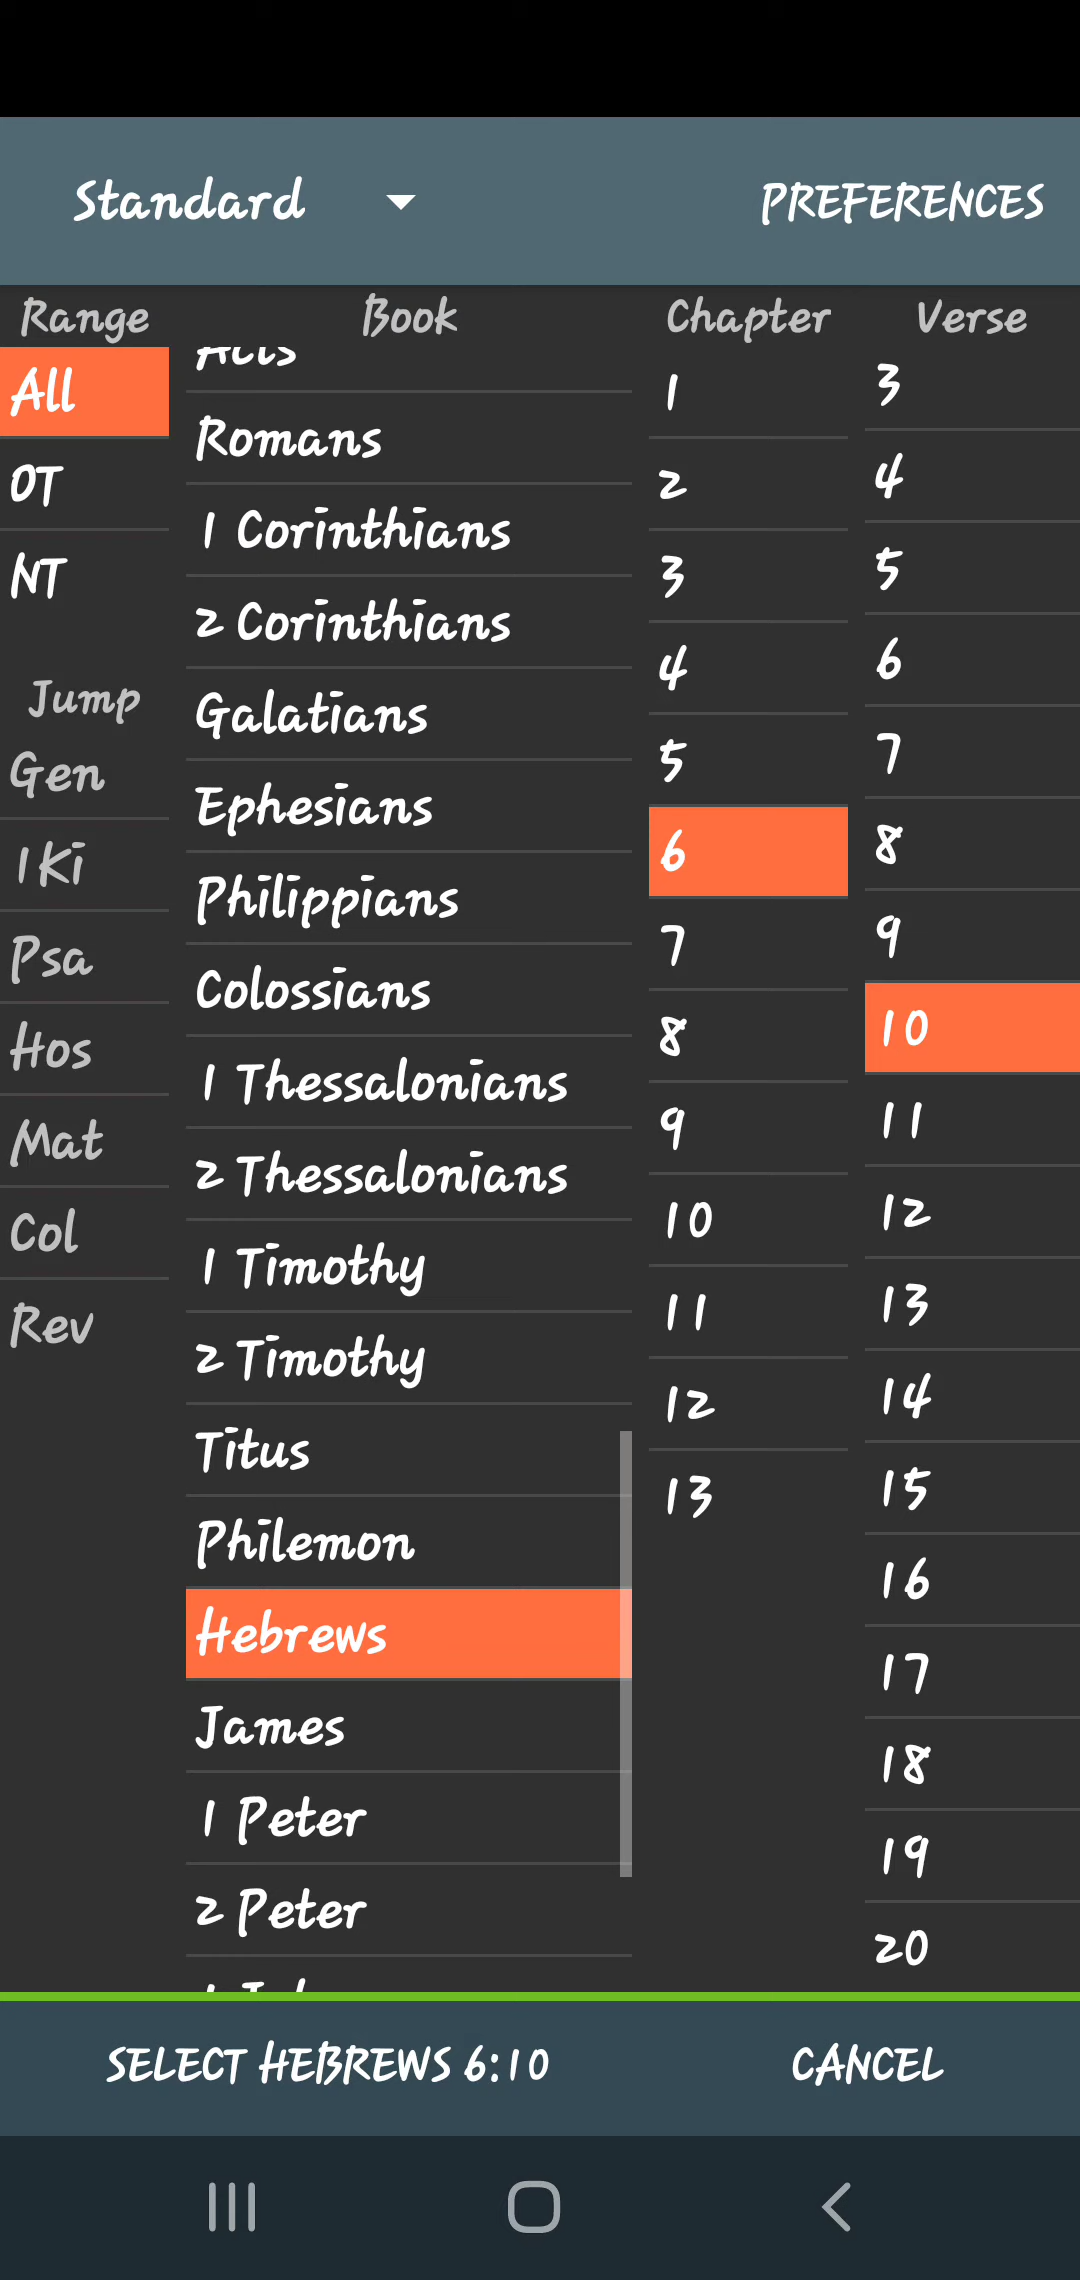 Standard
PREFERENCES
Range
Book
Chapter
Verse
All
OT
NT
Jump
Gen
1Ki
Psa
Hos
Mat
Col
Rev
Acts
Romans
1 Corinthians
2 Corinthians
Galatians
Ephesians
Philippians
Colossians
1 Thessalonians
2 Thessalonians
1 Timothy
2 Timothy
Titus
Philemon
Hebrews
James
1 Peter
2 Peter
1
2
3
4
5
6
7
8
9
10
11
12
13
3
4
5
6
7
8
9
10
11
12
13
14
15
16
17
18
19
20
SELECT HEBREWS 6:10
CANCEL